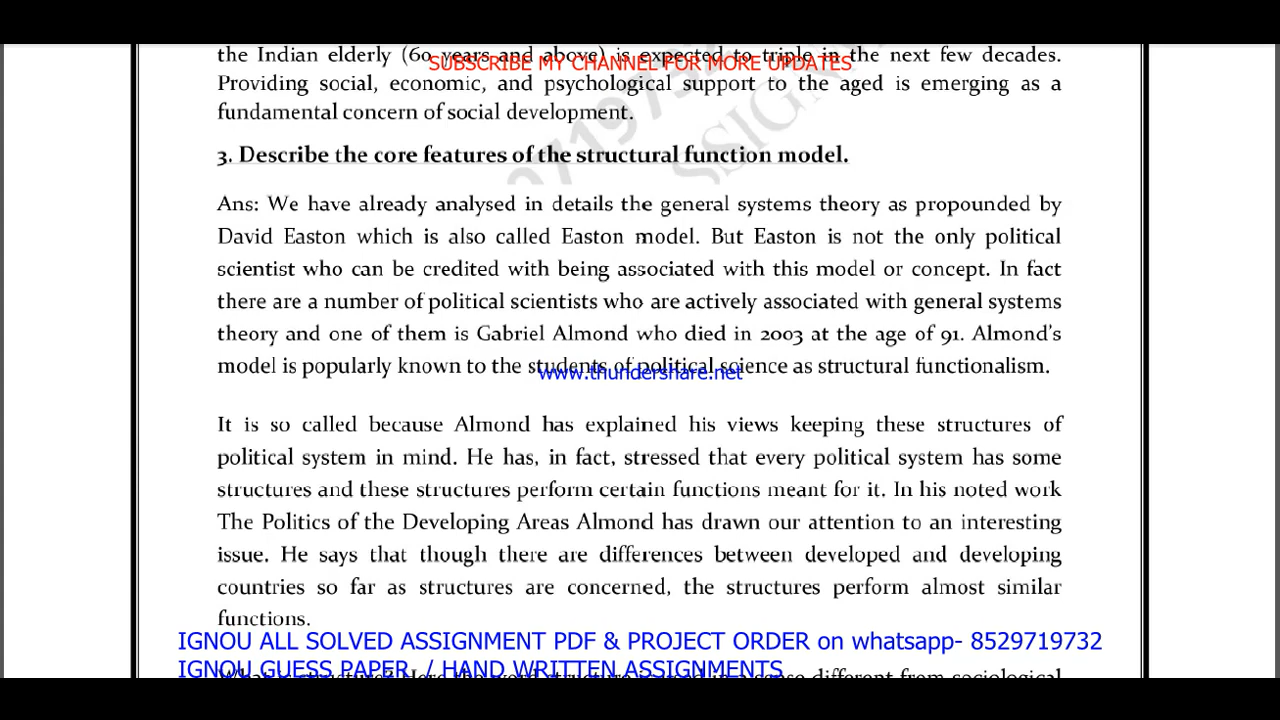 the Indian elderly (60 years and above) is expected to triple in the next few decades.
SUBSCRIBE MY CHANNEL FOR MORE UPDATES
Providing social, economic, and psychological support to the aged is emerging as a
fundamental concern of social development.
3. Describe the core features of the structural function model.
Ans: We have already analysed in details the general systems theory as propounded by
David Easton which is also called Easton model. But Easton is not the only political
scientist who can be credited with being associated with this model or concept. In fact
there are a number of political scientists who are actively associated with general systems
theory and one of them is Gabriel Almond who died in 2003 at the age of 91. Almond's
model is popularly known to the students of political science as structural functionalism.
www.thundershare.net
It is so called because Almond has explained his views keeping these structures of
political system in mind. He has, in fact, stressed that every political system has some
structures and these structures perform certain functions meant for it. In his noted work
The Politics of the Developing Areas Almond has drawn our attention to an interesting
issue. He says that though there are differences between developed and developing
countries so far as structures are concerned, the structures perform almost similar
functions.
IGNOU ALL SOLVED ASSIGNMENT PDF & PROJECT ORDER on whatsapp- 8529719732
IGNOU GUESS PAPER / HAND WRITTEN ASSIGNMENTS